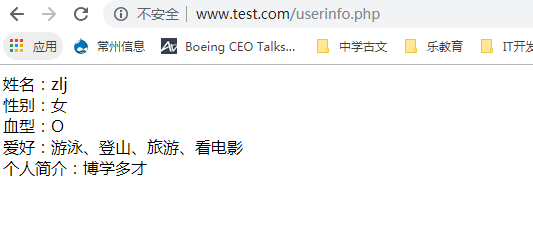 不安全 www.test.com/userinfo.php
应用 常州信息 Boeing CEO Talks... 中学古文 乐教育 IT开发
姓名：zlj
性别：女
血型：O
爱好：游泳、登山、旅游、看电影
个人简介：博学多才